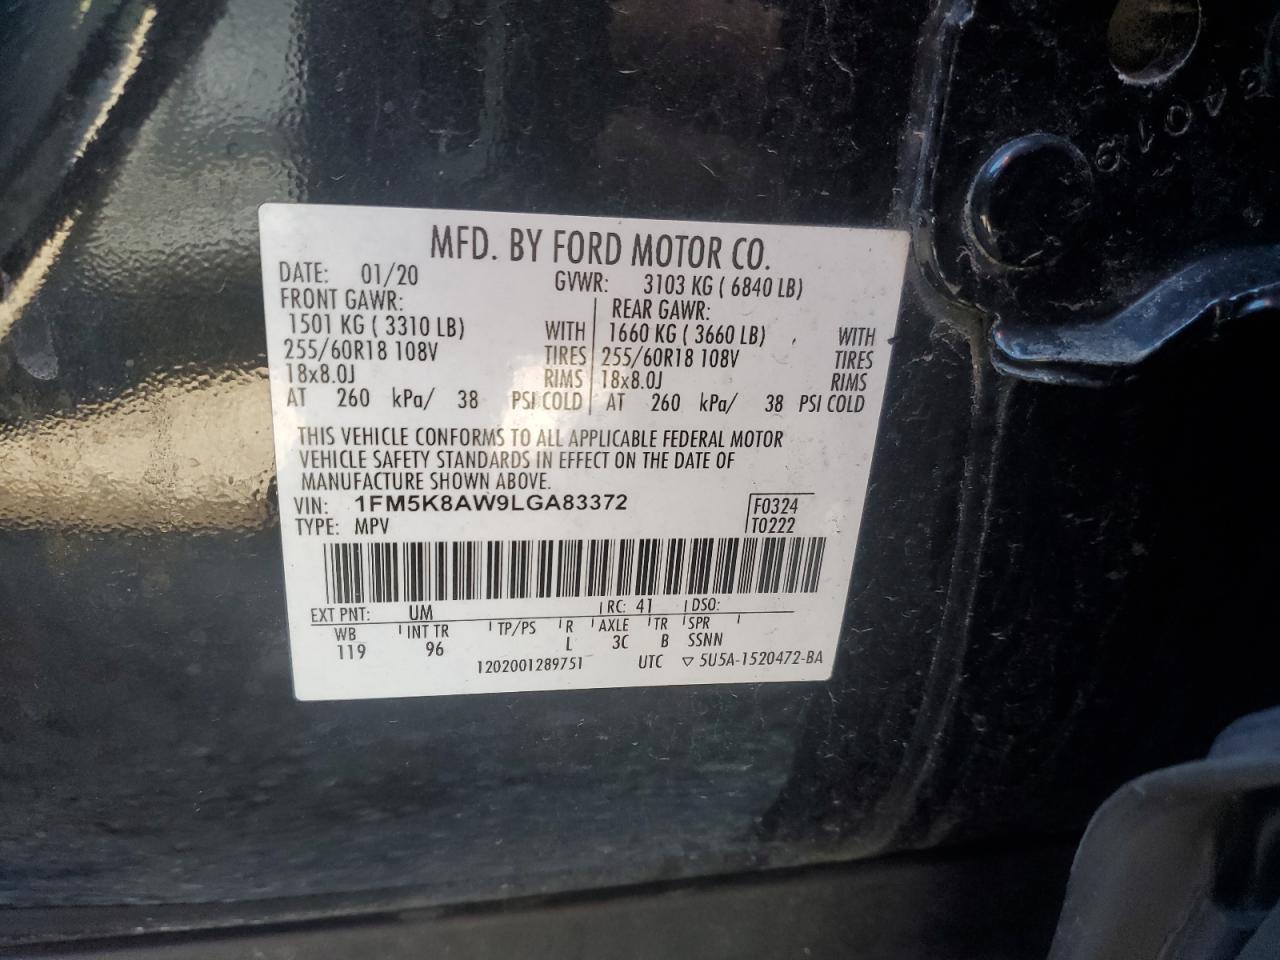 MFD. BY FORD MOTOR CO.
DATE: 01/20 GVWR: 3103 KG ( 6840 LB)
FRONT GAWR: REAR GAWR:
1501 KG ( 3310 LB) WITH 1660 KG ( 3660 LB) WITH
255/60R18 108V TIRES 255/60R18 108V TIRES
18x8.0J RIMS 18x8.0J RIMS
AT 260 kPa/ 38 PSI COLD AT 260 kPa/ 38 PSI COLD
THIS VEHICLE CONFORMS TO ALL APPLICABLE FEDERAL MOTOR
VEHICLE SAFETY STANDARDS IN EFFECT ON THE DATE OF
MANUFACTURE SHOWN ABOVE.
VIN: 1FM5K8AW9LGA83372 F0324
TYPE: MPV T0222
EXT PNT: UM RC: 41 DSO:
WB INT TR TP/PS R AXLE TR SPR
119 96 L 3C B SSNN
1202001289751 UTC ▽ 5U5A-1520472-BA